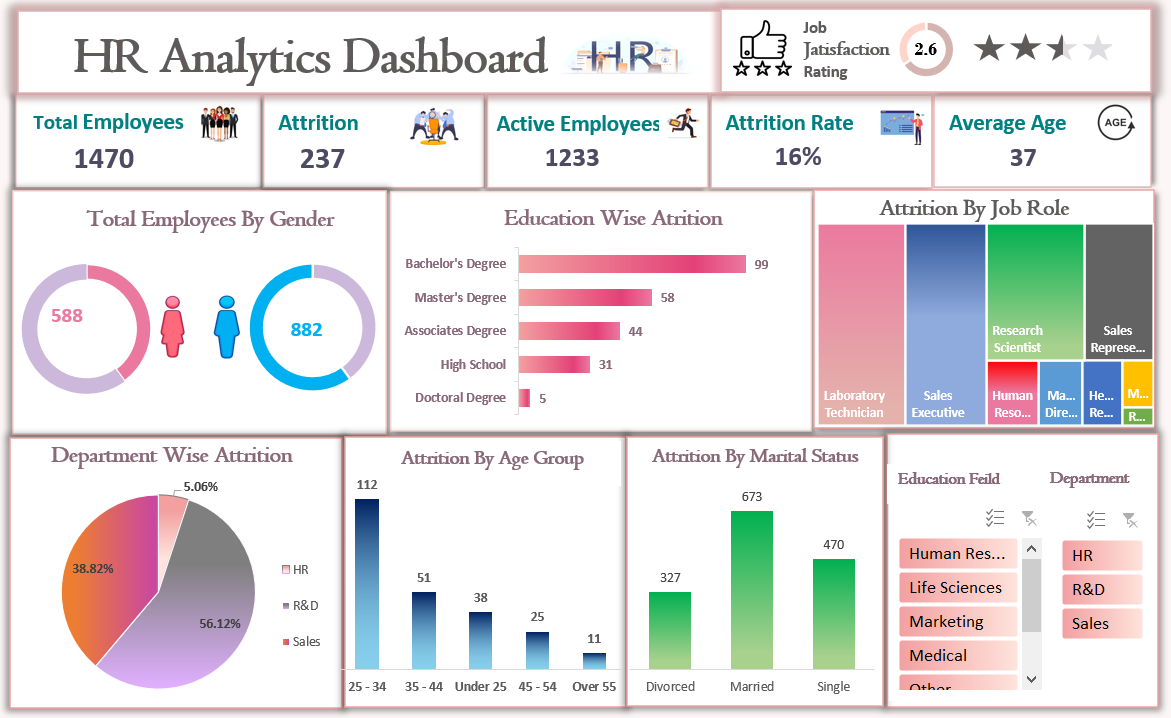 HR Analytics Dashboard
HR
Job
Jatisfaction
Rating
2.6
Total Employees
1470
Attrition
237
Active Employees
1233
Attrition Rate
16%
Average Age
37
AGE
Total Employees By Gender
588
882
Education Wise Atrition
Bachelor's Degree
99
Master's Degree
58
Associates Degree
44
High School
31
Doctoral Degree
5
Attrition By Job Role
Laboratory
Technician
Sales
Executive
Research
Scientist
Sales
Represe...
Human
Reso...
Ma...
Dire...
He...
Re...
M...
R...
Department Wise Attrition
5.06%
38.82%
56.12%
HR
R&D
Sales
Attrition By Age Group
112
51
38
25
11
25 - 34
35 - 44
Under 25
45 - 54
Over 55
Attrition By Marital Status
327
673
470
Divorced
Married
Single
Education Feild
Human Res...
Life Sciences
Marketing
Medical
Other
Department
HR
R&D
Sales